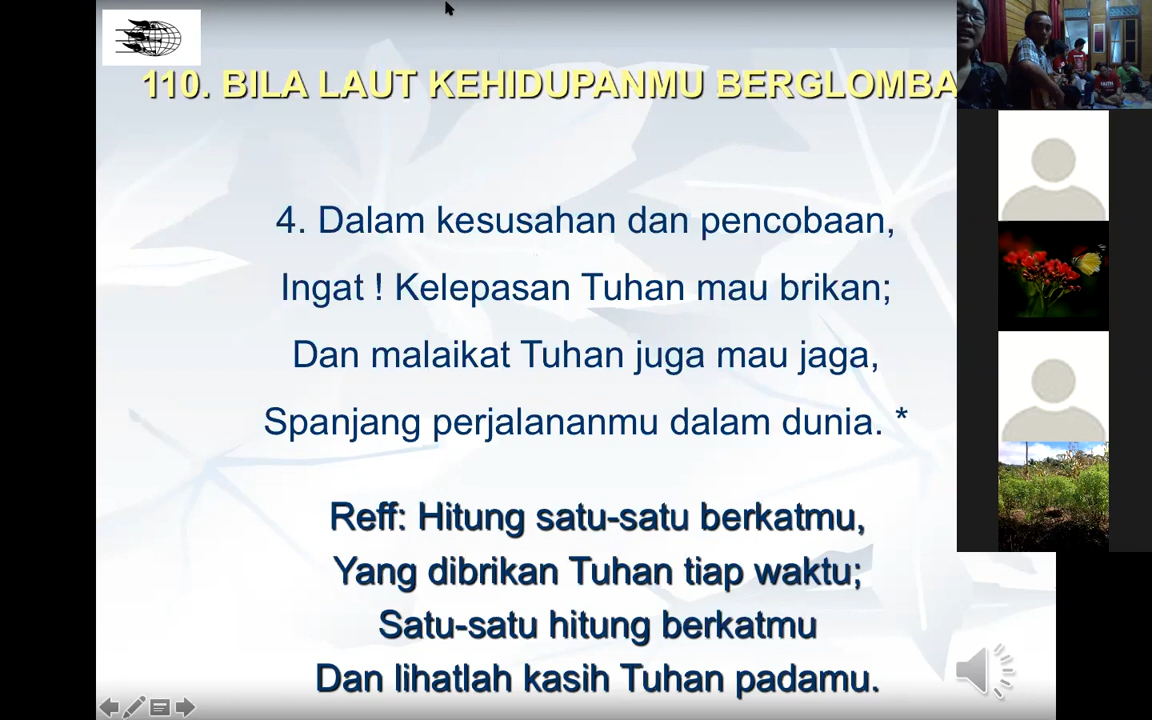 110. BILA LAUT KEHIDUPANMU BERGLOMBA
4. Dalam kesusahan dan pencobaan,
Ingat ! Kelepasan Tuhan mau brikan;
Dan malaikat Tuhan juga mau jaga,
Spanjang perjalananmu dalam dunia. *
Reff: Hitung satu-satu berkatmu,
Yang dibrikan Tuhan tiap waktu;
Satu-satu hitung berkatmu
Dan lihatlah kasih Tuhan padamu.